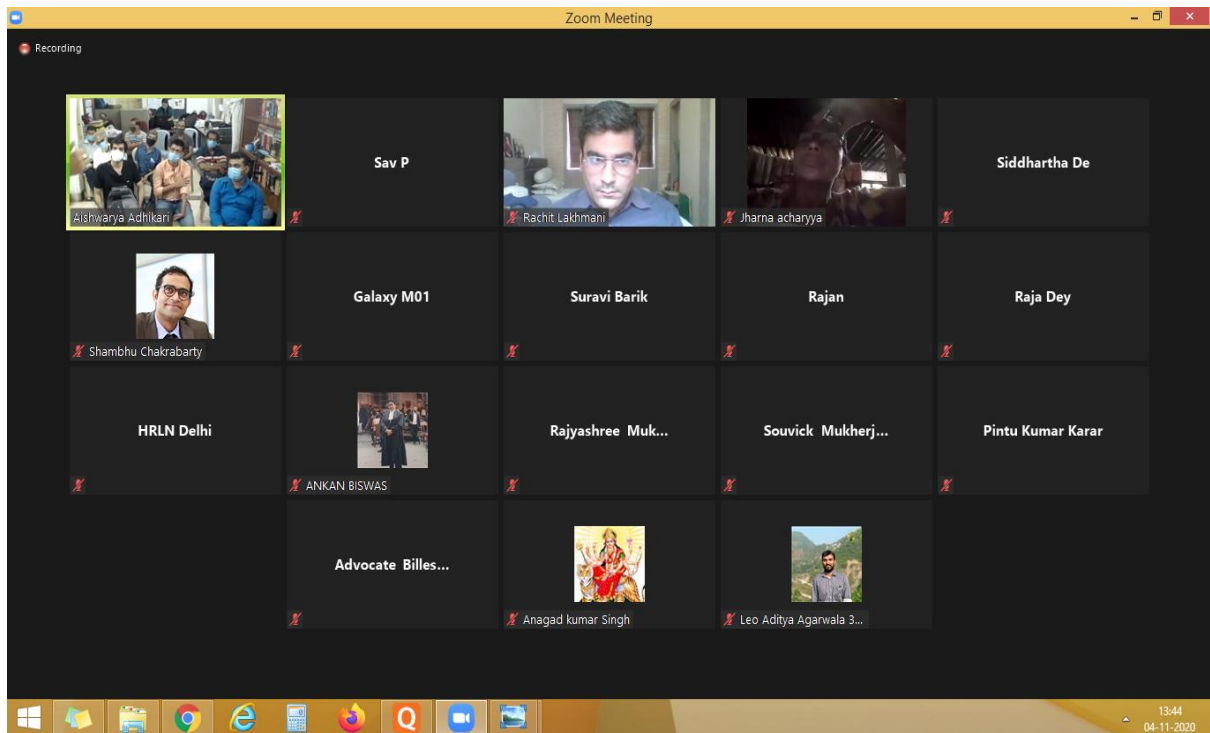 Zoom Meeting
Recording
Aishwarya Adhikari
Sav P
Rachit Lakhmani
Jharna acharyya
Siddhartha De
Shambhu Chakrabarty
Galaxy M01
Suravi Barik
Rajan
Raja Dey
HRLN Delhi
ANKAN BISWAS
Rajyashree Muk...
Souvick Mukherj...
Pintu Kumar Karar
Advocate Billes...
Anagad kumar Singh
Leo Aditya Agarwala 3...
13:44
04-11-2020